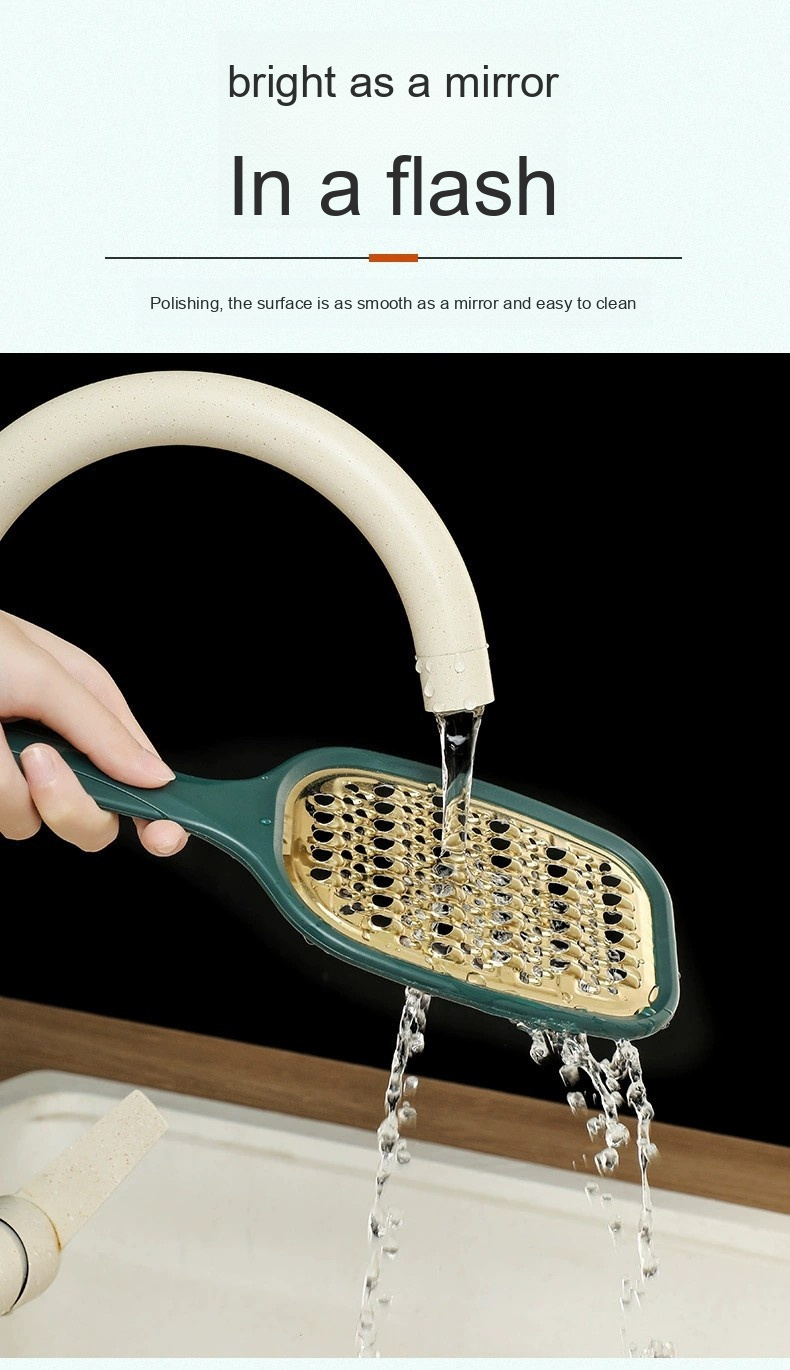 bright as a mirror
In a flash
Polishing, the surface is as smooth as a mirror and easy to clean